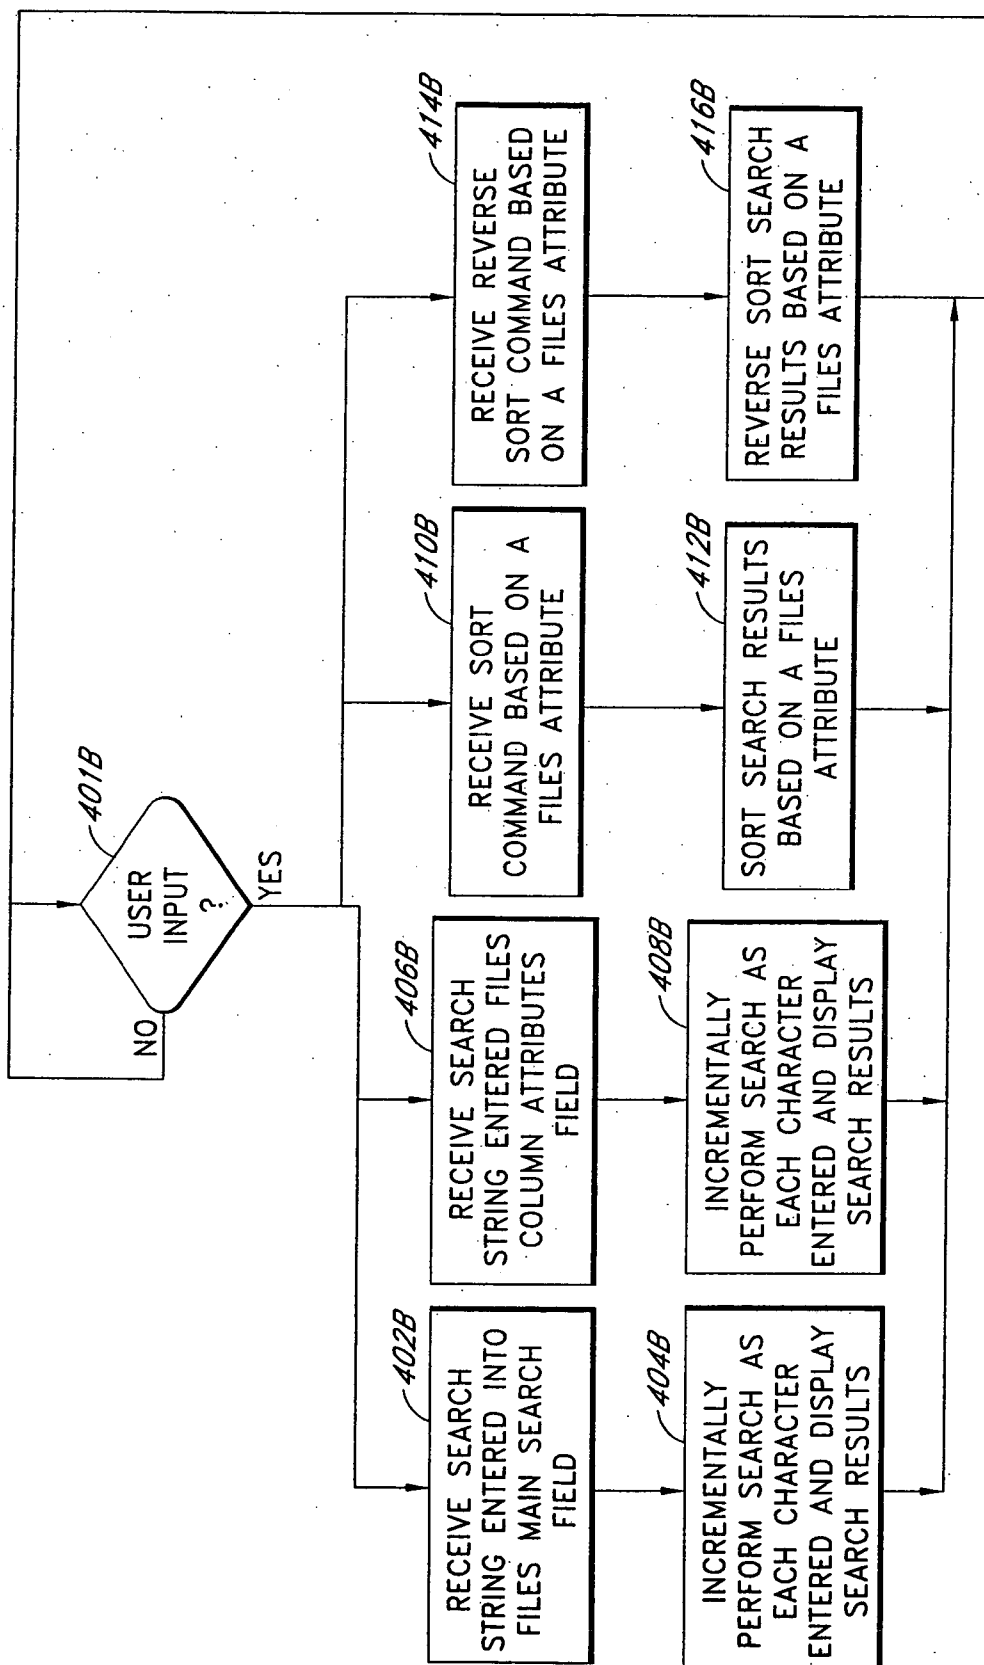 401B
USER
INPUT
?
NO
YES
402B
RECEIVE SEARCH
STRING ENTERED INTO
FILES MAIN SEARCH
FIELD
406B
RECEIVE SEARCH
STRING ENTERED FILES
COLUMN ATTRIBUTES
FIELD
410B
RECEIVE SORT
COMMAND BASED ON A
FILES ATTRIBUTE
414B
RECEIVE REVERSE
SORT COMMAND BASED
ON A FILES ATTRIBUTE
404B
INCREMENTALLY
PERFORM SEARCH AS
EACH CHARACTER
ENTERED AND DISPLAY
SEARCH RESULTS
408B
INCREMENTALLY
PERFORM SEARCH AS
EACH CHARACTER
ENTERED AND DISPLAY
SEARCH RESULTS
412B
SORT SEARCH RESULTS
BASED ON A FILES
ATTRIBUTE
416B
REVERSE SORT SEARCH
RESULTS BASED ON A
FILES ATTRIBUTE